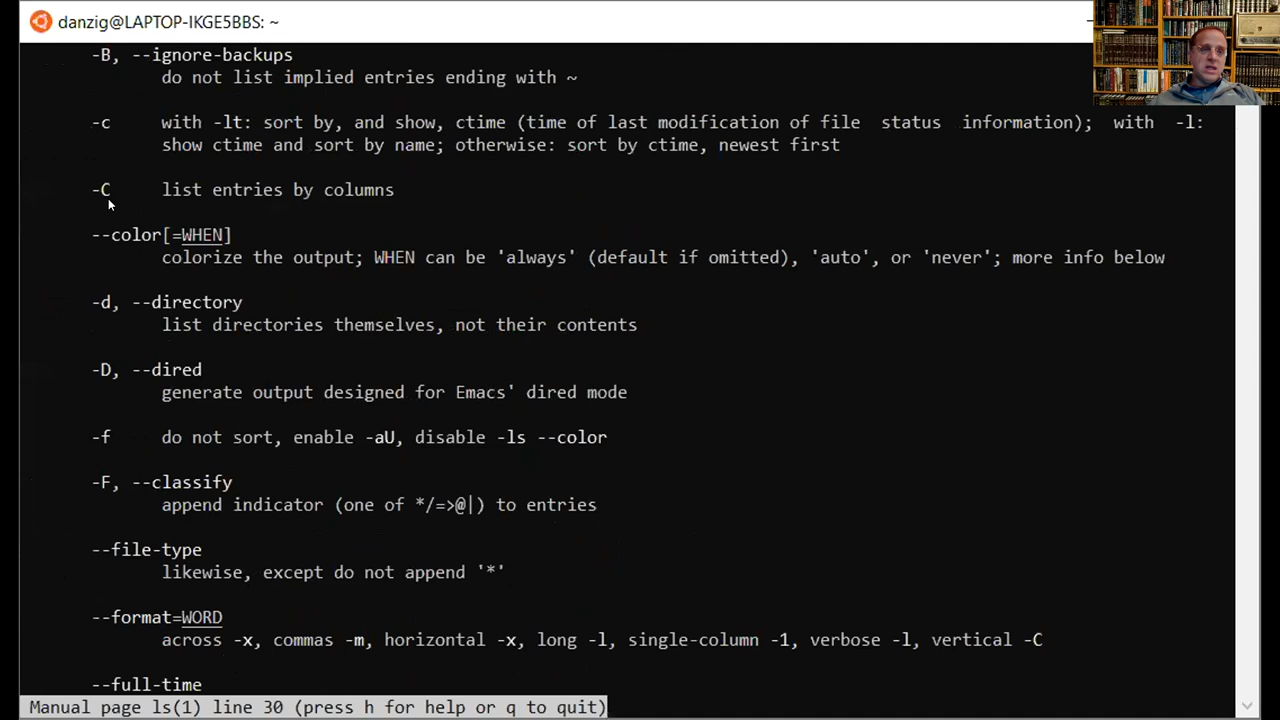 danzig@LAPTOP-IKGE5BBS: ~
-B, --ignore-backups
do not list implied entries ending with ~
-c with -lt: sort by, and show, ctime (time of last modification of file status information); with -l:
show ctime and sort by name; otherwise: sort by ctime, newest first
-C list entries by columns
--color[=WHEN]
colorize the output; WHEN can be 'always' (default if omitted), 'auto', or 'never'; more info below
-d, --directory
list directories themselves, not their contents
-D, --dired
generate output designed for Emacs' dired mode
-f do not sort, enable -aU, disable -ls --color
-F, --classify
append indicator (one of */=>@|) to entries
--file-type
likewise, except do not append '*'
--format=WORD
across -x, commas -m, horizontal -x, long -l, single-column -1, verbose -l, vertical -C
--full-time
Manual page ls(1) line 30 (press h for help or q to quit)